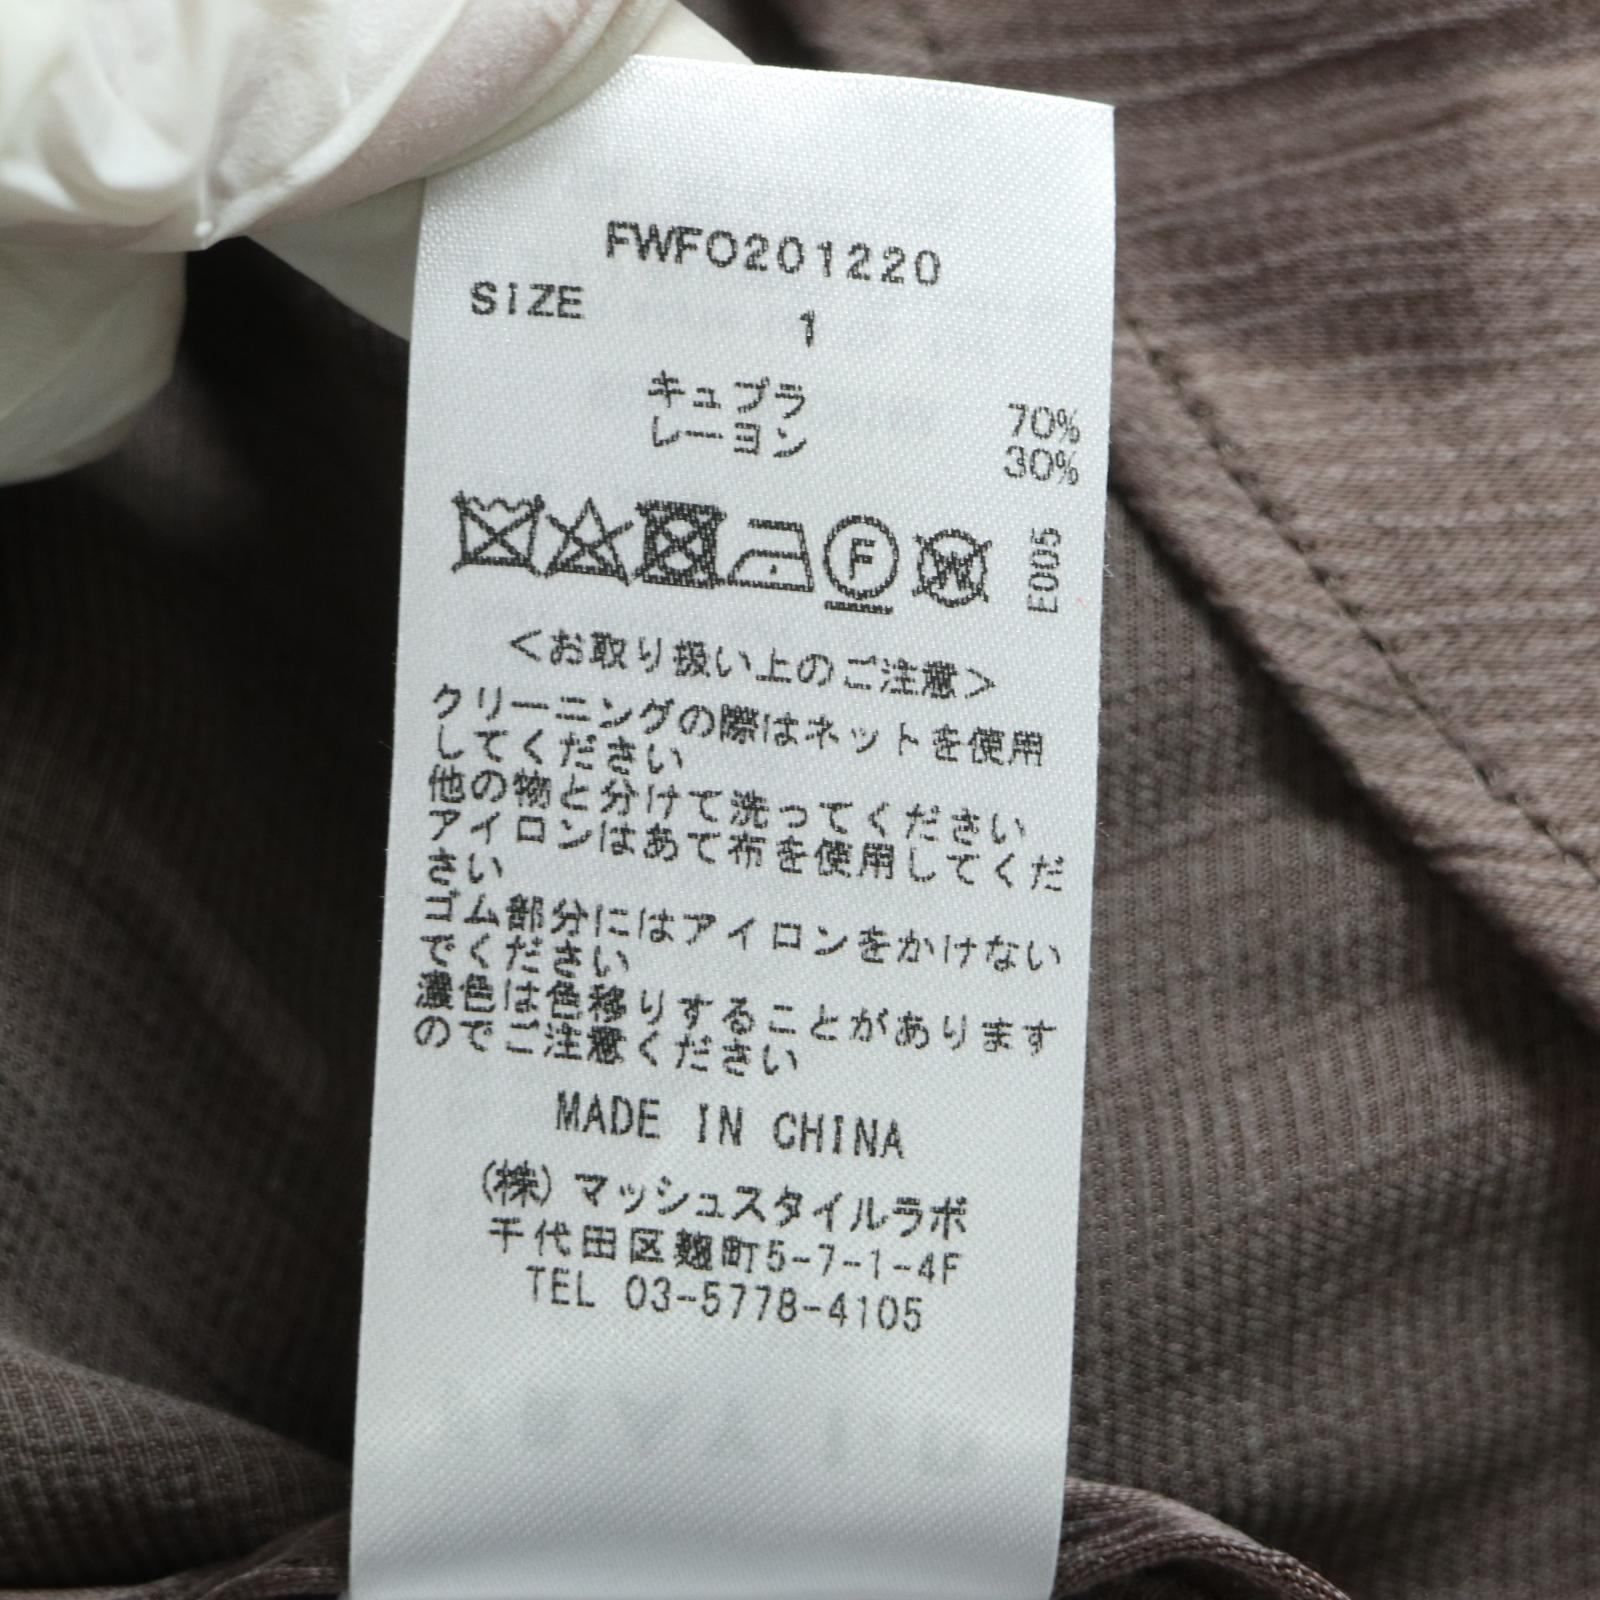 FWFO201220
SIZE 1
キュプラ 70%
レーヨン 30%
F
W
E005
<お取り扱い上のご注意>
クリーニングの際はネットを使用
してください
他の物と分けて洗ってください
アイロンはあて布を使用してくだ
さい
ゴム部分にはアイロンをかけない
でください
濃色は色移りすることがあります
のでご注意ください
MADE IN CHINA
(株)マッシュスタイルラボ
千代田区麹町5-7-1-4F
TEL 03-5778-4105